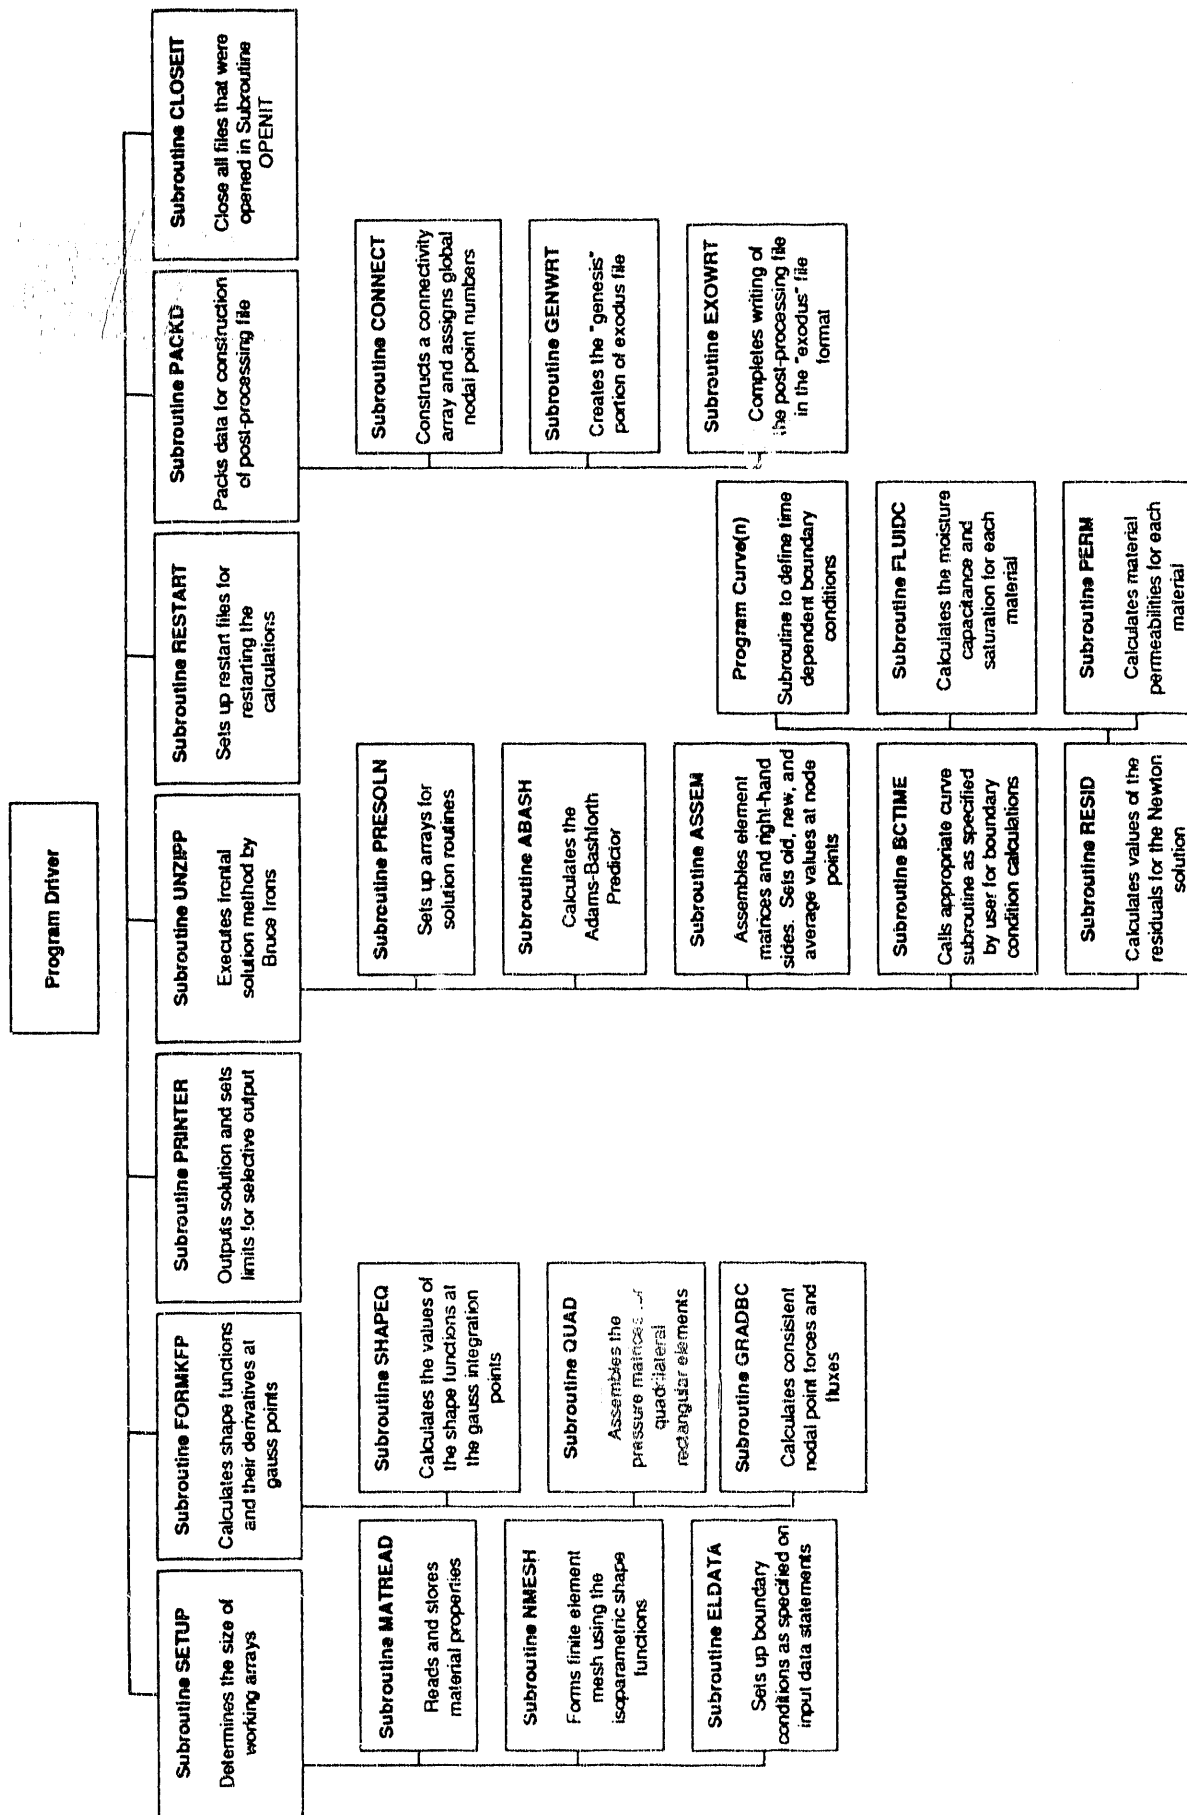 Program Driver
Subroutine SETUP
Determines the size of
working arrays
Subroutine FORMKFP
Calculates shape functions
and their derivatives at
gauss points
Subroutine PRINTER
Outputs solution and sets
limits for selective output
Subroutine UNZIPP
Executes frontal
solution method by
Bruce Irons
Subroutine RESTART
Sets up restart files for
restarting the
calculations
Subroutine PACKD
Packs data for construction
of post-processing file
Subroutine CLOSEIT
Close all files that were
opened in Subroutine
OPENIT
Subroutine MATREAD
Reads and stores
material properties
Subroutine NMESH
Forms finite element
mesh using the
isoparametric shape
functions
Subroutine ELDATA
Sets up boundary
conditions as specified on
input data statements
Subroutine SHAPEQ
Calculates the values of
the shape functions at
the gauss integration
points
Subroutine QUAD
Assembles the
pressure matrices
quadrilateral
rectangular elements
Subroutine GRADBC
Calculates consistent
nodal point forces and
fluxes
Subroutine PRESOLN
Sets up arrays for
solution routines
Subroutine ABASH
Calculates the
Adams-Bashforth
Predictor
Subroutine ASSEM
Assembles element
matrices and right-hand
sides. Sets old, new, and
average values at node
points
Subroutine BCTIME
Calls appropriate curve
subroutine as specified
by user for boundary
condition calculations
Subroutine RESID
Calculates values of the
residuals for the Newton
solution
Program Curve(n)
Subroutine to define time
dependent boundary
conditions
Subroutine FLUIDC
Calculates the moisture
capacitance and
saturation for each
material
Subroutine PERM
Calculates material
permeabilities for each
material
Subroutine CONNECT
Constructs a connectivity
array and assigns global
nodal point numbers
Subroutine GENWRT
Creates the "genesis"
portion of exodus file
Subroutine EXOWRT
Completes writing of
the post-processing file
in the "exodus" file
format